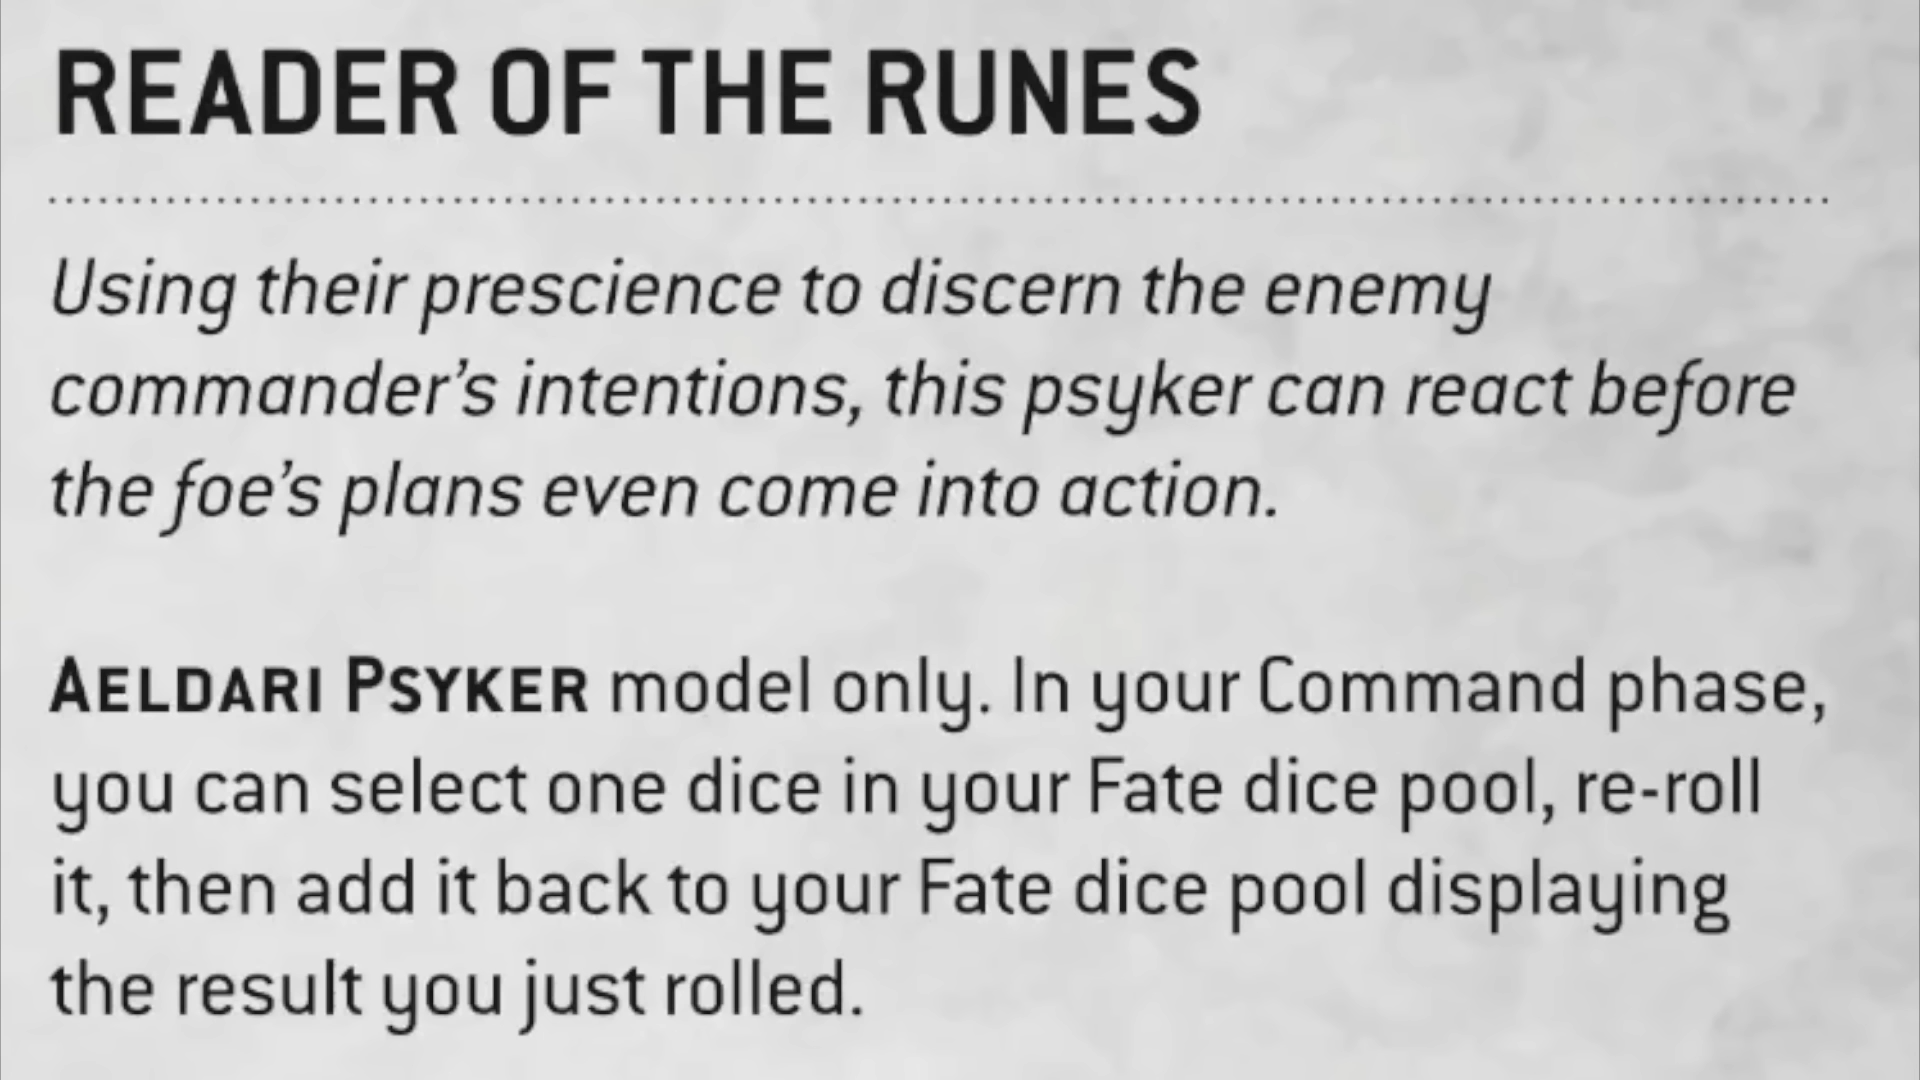 READER OF THE RUNES
Using their prescience to discern the enemy
commander’s intentions, this psyker can react before
the foe’s plans even come into action.
AELDARI PSYKER model only. In your Command phase,
you can select one dice in your Fate dice pool, re-roll
it, then add it back to your Fate dice pool displaying
the result you just rolled.